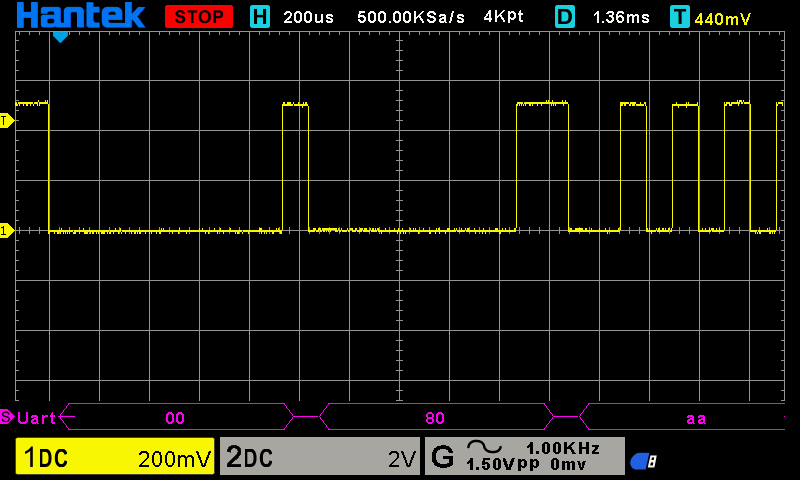 Hantek STOP H 200us 500.00KSa/s 4Kpt D 1.36ms T 440mV
T
1
S Uart 00 80 aa
1DC 200mV 2DC 2V G 1.00KHz
1.50Vpp 0mv
8